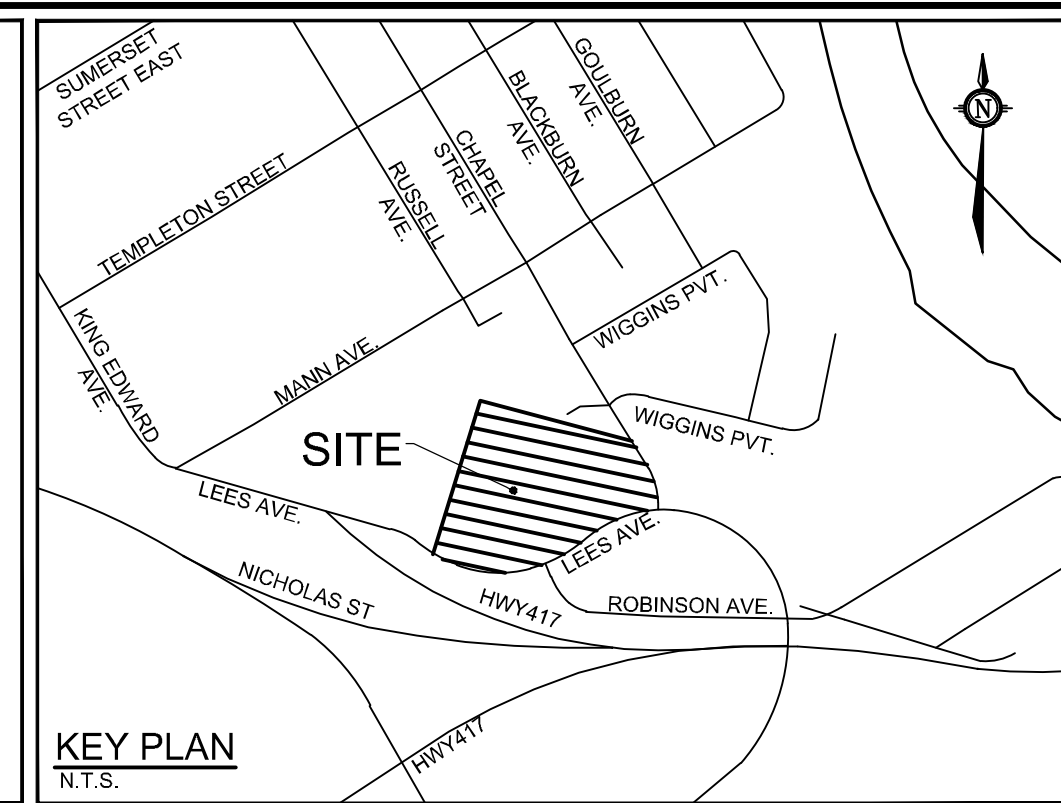 SUMERSET
STREET EAST
TEMPLETON STREET
RUSSELL
AVE.
CHAPEL
STREET
BLACKBURN
AVE.
GOULBURN
AVE.
N
KING EDWARD
AVE.
MANN AVE.
WIGGINS PVT.
WIGGINS PVT.
SITE
LEES AVE.
LEES AVE.
NICHOLAS ST
HWY417
ROBINSON AVE.
HWY417
KEY PLAN
N.T.S.